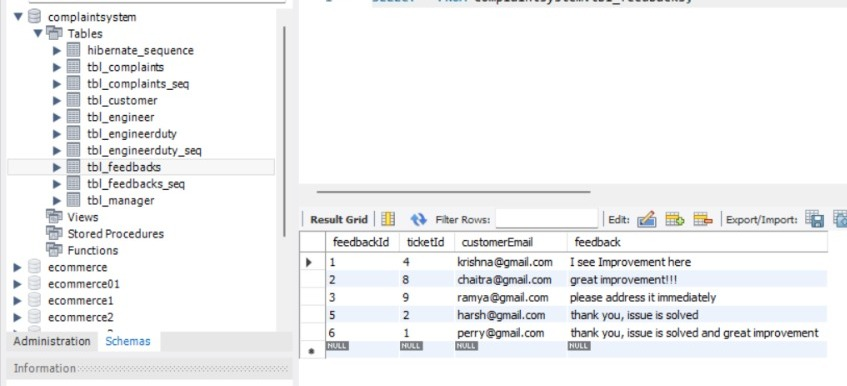 complaintsystem
Tables
hibernate_sequence
tbl_complaints
tbl_complaints_seq
tbl_customer
tbl_engineer
tbl_engineerduty
tbl_engineerduty_seq
tbl_feedbacks
tbl_feedbacks_seq
tbl_manager
Views
Stored Procedures
Functions
ecommerce
ecommerce01
ecommerce1
ecommerce2
Administration Schemas
Information
Result Grid Filter Rows: Edit: Export/Import:
feedbackId ticketId customerEmail feedback
1 4 krishna@gmail.com I see Improvement here
2 8 chaitra@gmail.com great improvement!!!
3 9 ramya@gmail.com please address it immediately
5 2 harsh@gmail.com thank you, issue is solved
6 1 perry@gmail.com thank you, issue is solved and great improvement
NULL NULL NULL NULL